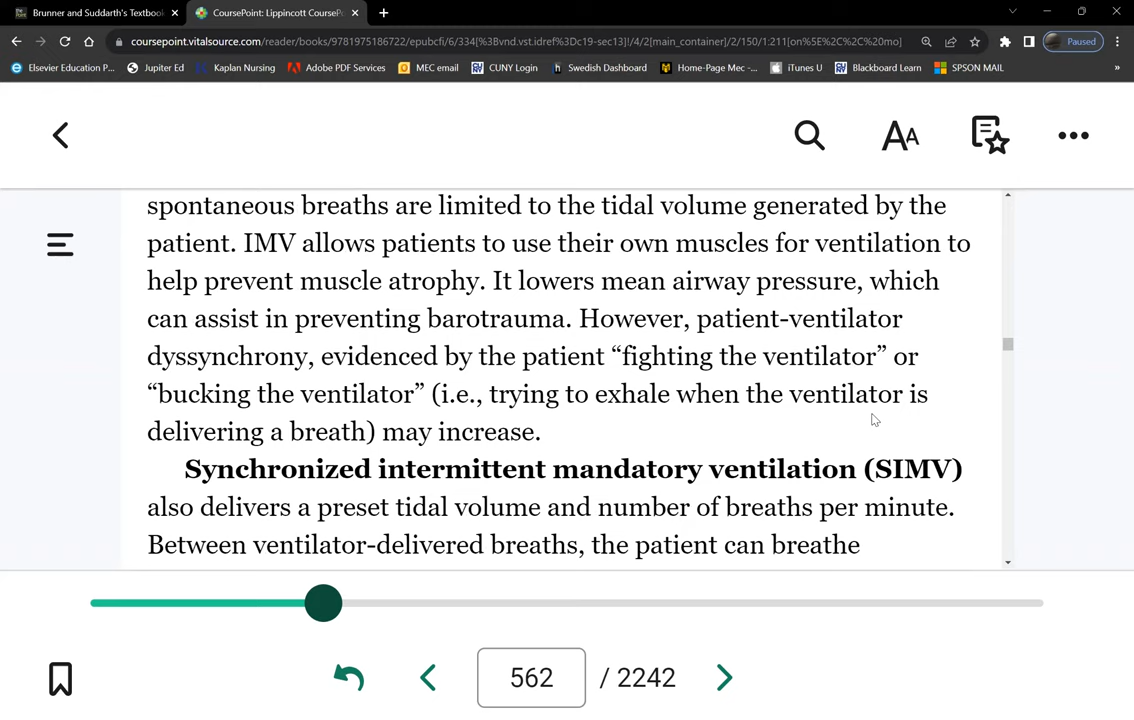 the Point
Brunner and Suddarth's Textbook
CoursePoint: Lippincott CourseP
coursepoint.vitalsource.com/reader/books/9781975186722/epubcfi/6/334[%3Bvnd.vst.idref%3Dc19-sec13]!/4/2[main_container]/2/150/1:211[on%5E%2C%2C%20mo]
Paused
Elsevier Education P...
Jupiter Ed
Kaplan Nursing
Adobe PDF Services
MEC email
CUNY Login
Swedish Dashboard
Home-Page Mec -...
iTunes U
Blackboard Learn
SPSON MAIL
»
AA
spontaneous breaths are limited to the tidal volume generated by the
patient. IMV allows patients to use their own muscles for ventilation to
help prevent muscle atrophy. It lowers mean airway pressure, which
can assist in preventing barotrauma. However, patient-ventilator
dyssynchrony, evidenced by the patient “fighting the ventilator” or
“bucking the ventilator” (i.e., trying to exhale when the ventilator is
delivering a breath) may increase.
Synchronized intermittent mandatory ventilation (SIMV)
also delivers a preset tidal volume and number of breaths per minute.
Between ventilator-delivered breaths, the patient can breathe
562 / 2242